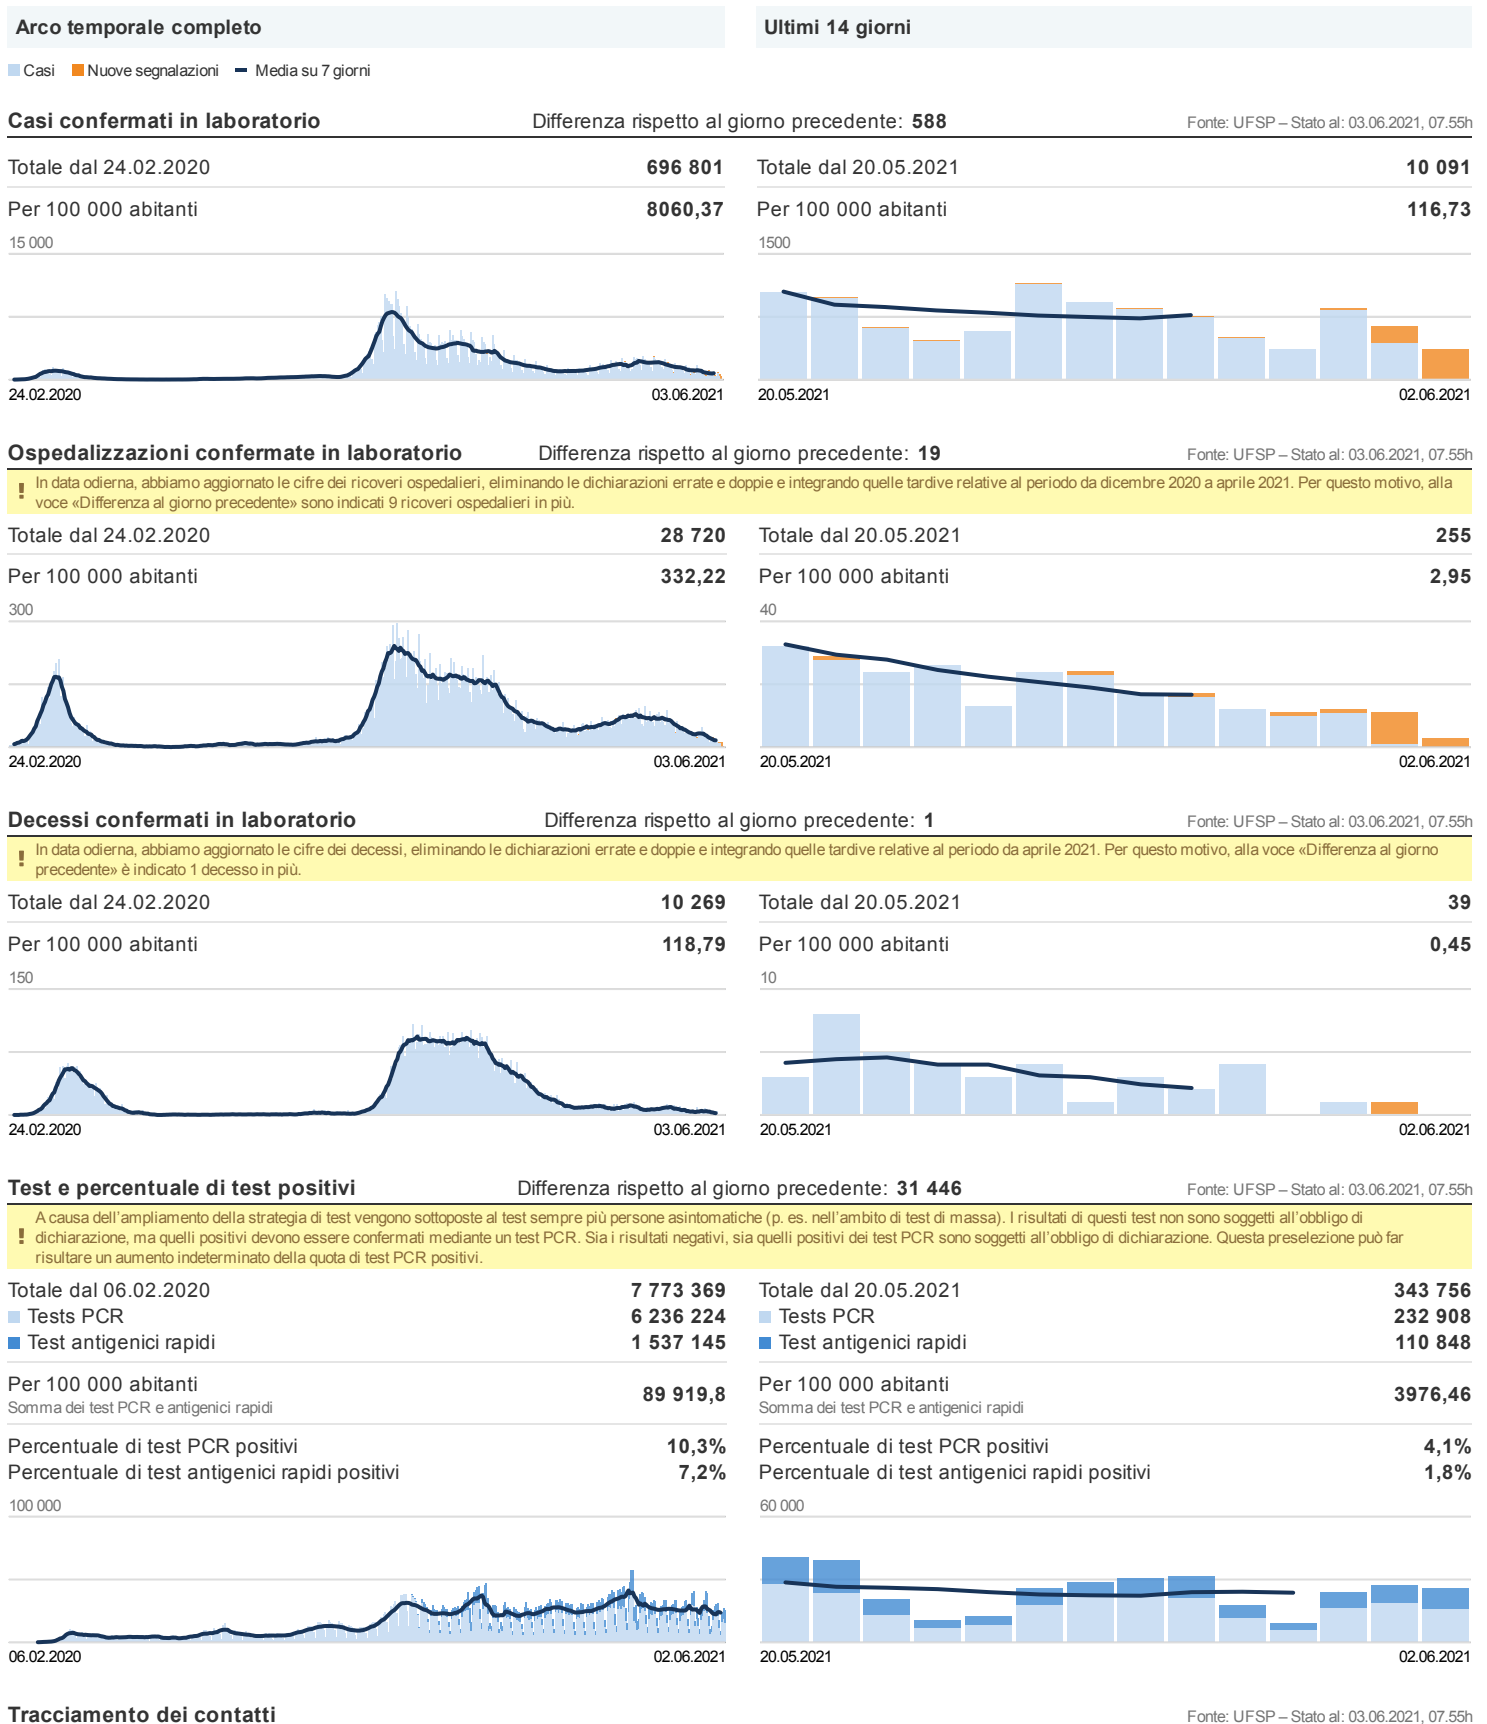 Arco temporale completo
Ultimi 14 giorni
Casi Nuove segnalazioni Media su 7 giorni
Casi confermati in laboratorio Differenza rispetto al giorno precedente: 588 Fonte: UFSP – Stato al: 03.06.2021, 07.55h
Totale dal 24.02.2020 696 801
Per 100 000 abitanti 8060,37
15 000
24.02.2020 03.06.2021
Totale dal 20.05.2021 10 091
Per 100 000 abitanti 116,73
1500
20.05.2021 02.06.2021
Ospedalizzazioni confermate in laboratorio Differenza rispetto al giorno precedente: 19 Fonte: UFSP – Stato al: 03.06.2021, 07.55h
! In data odierna, abbiamo aggiornato le cifre dei ricoveri ospedalieri, eliminando le dichiarazioni errate e doppie e integrando quelle tardive relative al periodo da dicembre 2020 a aprile 2021. Per questo motivo, alla
voce «Differenza al giorno precedente» sono indicati 9 ricoveri ospedalieri in più.
Totale dal 24.02.2020 28 720
Per 100 000 abitanti 332,22
300
24.02.2020 03.06.2021
Totale dal 20.05.2021 255
Per 100 000 abitanti 2,95
40
20.05.2021 02.06.2021
Decessi confermati in laboratorio Differenza rispetto al giorno precedente: 1 Fonte: UFSP – Stato al: 03.06.2021, 07.55h
! In data odierna, abbiamo aggiornato le cifre dei decessi, eliminando le dichiarazioni errate e doppie e integrando quelle tardive relative al periodo da aprile 2021. Per questo motivo, alla voce «Differenza al giorno
precedente» è indicato 1 decesso in più.
Totale dal 24.02.2020 10 269
Per 100 000 abitanti 118,79
150
24.02.2020 03.06.2021
Totale dal 20.05.2021 39
Per 100 000 abitanti 0,45
10
20.05.2021 02.06.2021
Test e percentuale di test positivi Differenza rispetto al giorno precedente: 31 446 Fonte: UFSP – Stato al: 03.06.2021, 07.55h
! A causa dell'ampliamento della strategia di test vengono sottoposte al test sempre più persone asintomatiche (p. es. nell'ambito di test di massa). I risultati di questi test non sono soggetti all'obbligo di
dichiarazione, ma quelli positivi devono essere confermati mediante un test PCR. Sia i risultati negativi, sia quelli positivi dei test PCR sono soggetti all'obbligo di dichiarazione. Questa preselezione può far
risultare un aumento indeterminato della quota di test PCR positivi.
Totale dal 06.02.2020 7 773 369
Tests PCR 6 236 224
Test antigenici rapidi 1 537 145
Per 100 000 abitanti 89 919,8
Somma dei test PCR e antigenici rapidi
Percentuale di test PCR positivi 10,3%
Percentuale di test antigenici rapidi positivi 7,2%
100 000
06.02.2020 02.06.2021
Totale dal 20.05.2021 343 756
Tests PCR 232 908
Test antigenici rapidi 110 848
Per 100 000 abitanti 3976,46
Somma dei test PCR e antigenici rapidi
Percentuale di test PCR positivi 4,1%
Percentuale di test antigenici rapidi positivi 1,8%
60 000
20.05.2021 02.06.2021
Tracciamento dei contatti Fonte: UFSP – Stato al: 03.06.2021, 07.55h